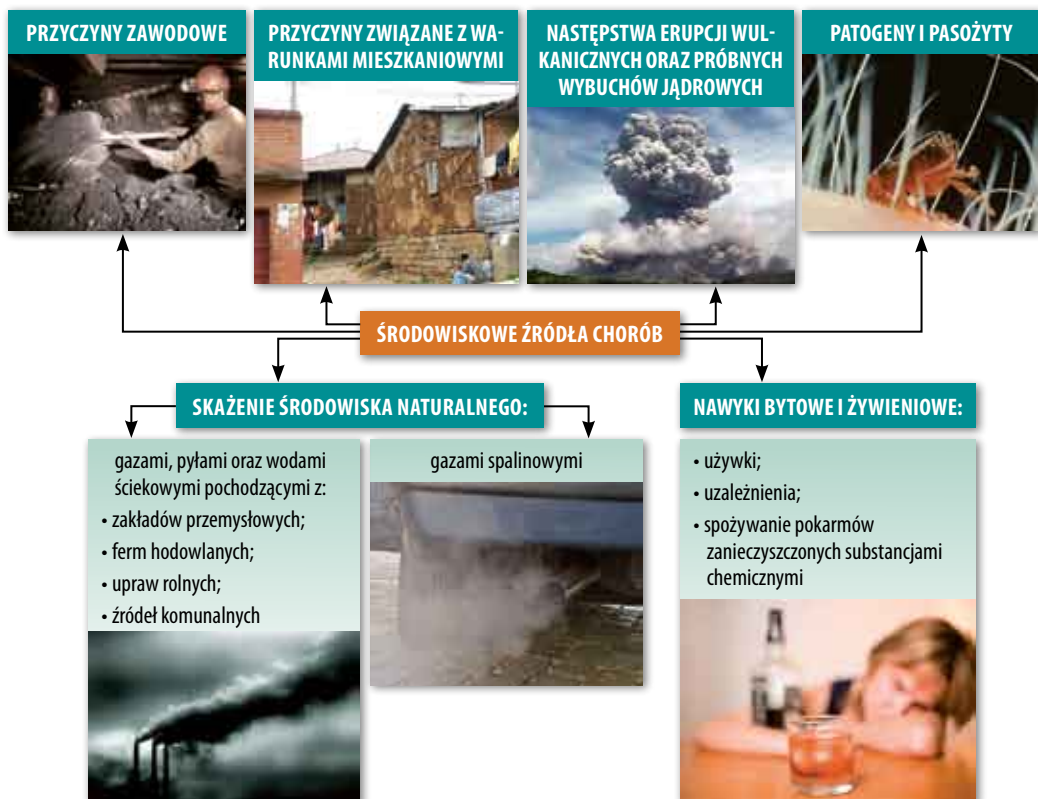 PRZYCZYNY ZAWODOWE
PRZYCZYNY ZWIĄZANE Z WA-
RUNKAMI MIESZKANIOWYMI
NASTĘPSTWA ERUPCJI WUL-
KANICZNYCH ORAZ PRÓBNYCH
WYBUCHÓW JĄDROWYCH
PATOGENY I PASOŻYTY
ŚRODOWISKOWE ŹRÓDŁA CHORÓB
SKAŻENIE ŚRODOWISKA NATURALNEGO:
gazami, pyłami oraz wodami
ściekowymi pochodzącymi z:
• zakładów przemysłowych;
• ferm hodowlanych;
• upraw rolnych;
• źródeł komunalnych
gazami spalinowymi
NAWYKI BYTOWE I ŻYWIENIOWE:
• używki;
• uzależnienia;
• spożywanie pokarmów
zanieczyszczonych substancjami
chemicznymi